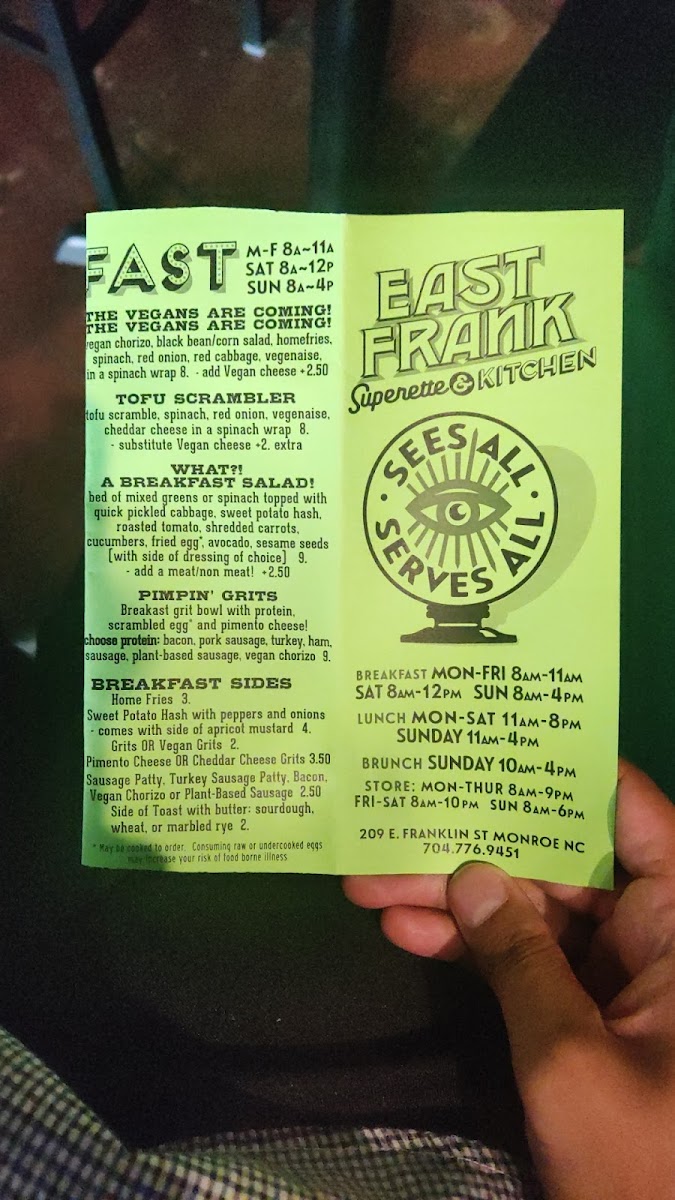 FAST
M-F 8A~11A
SAT 8A~12P
SUN 8A~4P
THE VEGANS ARE COMING!
THE VEGANS ARE COMING!
vegan chorizo, black bean/corn salad, homefries,
spinach, red onion, red cabbage, vegenaise,
in a spinach wrap 8. - add Vegan cheese +2.50
TOFU SCRAMBLER
tofu scramble, spinach, red onion, vegenaise,
cheddar cheese in a spinach wrap 8.
- substitute Vegan cheese +2. extra
WHAT?!
A BREAKFAST SALAD!
bed of mixed greens or spinach topped with
quick pickled cabbage, sweet potato hash,
roasted tomato, shredded carrots,
cucumbers, fried egg*, avocado, sesame seeds
[with side of dressing of choice] 9.
- add a meat/non meat! +2.50
PIMPIN' GRITS
Breakast grit bowl with protein,
scrambled egg* and pimento cheese!
choose protein: bacon, pork sausage, turkey, ham,
sausage, plant-based sausage, vegan chorizo 9.
BREAKFAST SIDES
Home Fries 3.
Sweet Potato Hash with peppers and onions
- comes with side of apricot mustard 4.
Grits OR Vegan Grits 2.
Pimento Cheese OR Cheddar Cheese Grits 3.50
Sausage Patty, Turkey Sausage Patty, Bacon,
Vegan Chorizo or Plant-Based Sausage 2.50
Side of Toast with butter: sourdough,
wheat, or marbled rye 2.
* May be cooked to order. Consuming raw or undercooked eggs
may increase your risk of food borne illness
EAST
FRANK
Superette & KITCHEN
· SEES ALL ·
SERVES ALL
BREAKFAST MON-FRI 8AM-11AM
SAT 8AM-12PM SUN 8AM-4PM
LUNCH MON-SAT 11AM-8PM
SUNDAY 11AM-4PM
BRUNCH SUNDAY 10AM-4PM
STORE: MON-THUR 8AM-9PM
FRI-SAT 8AM-10PM SUN 8AM-6PM
209 E. FRANKLIN ST MONROE NC
704.776.9451